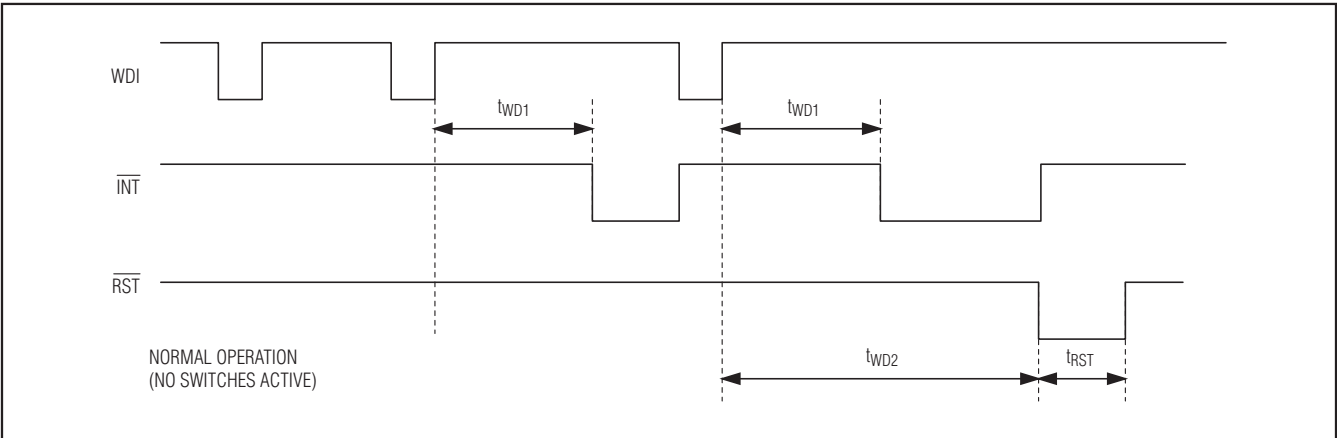 WDI
tWD1
tWD1
INT
RST
NORMAL OPERATION
(NO SWITCHES ACTIVE)
tWD2
tRST